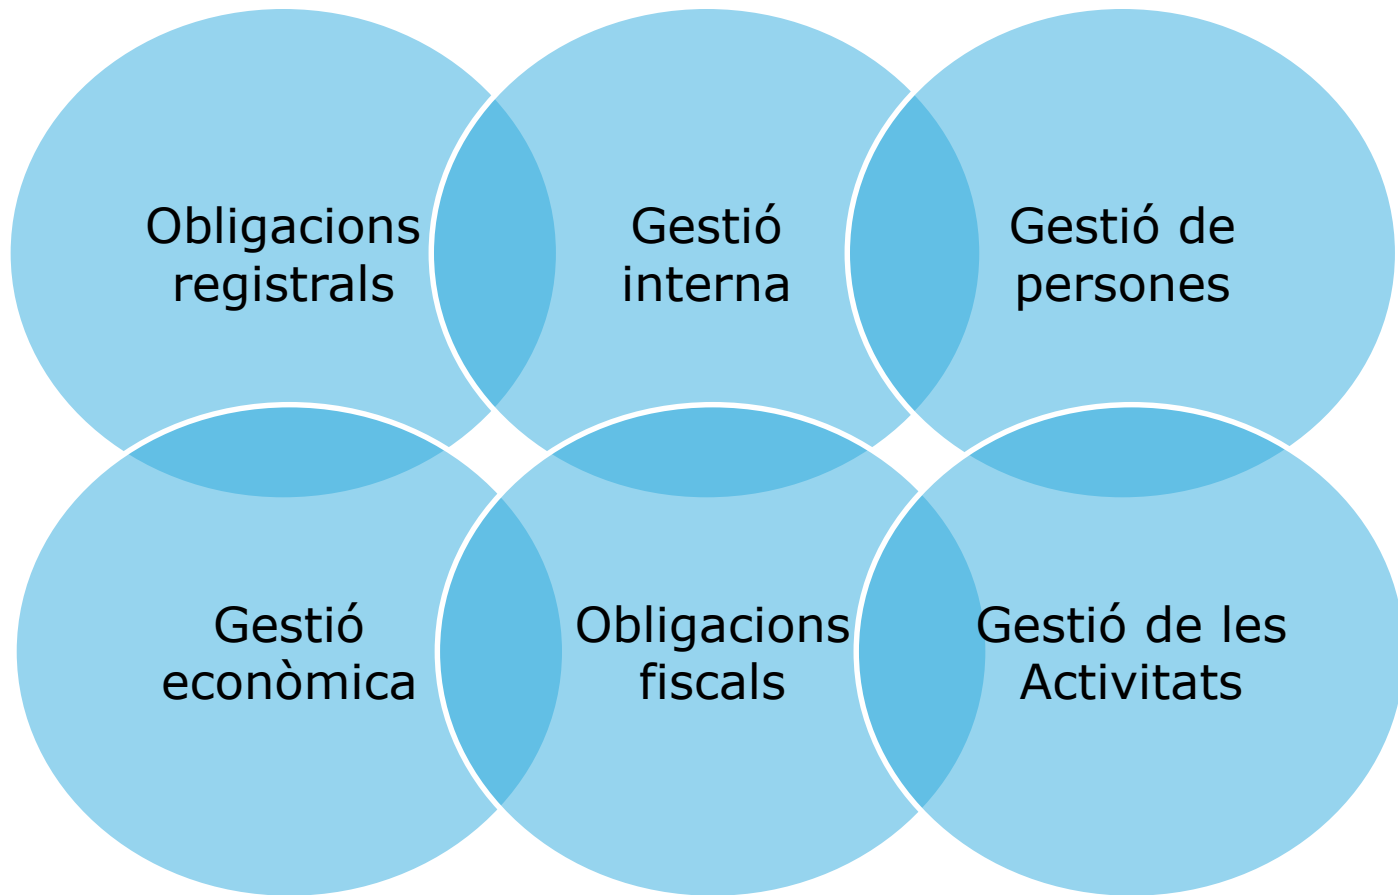 Obligacions
registrals
Gestió
interna
Gestió de
persones
Gestió
econòmica
Obligacions
fiscals
Gestió de les
Activitats